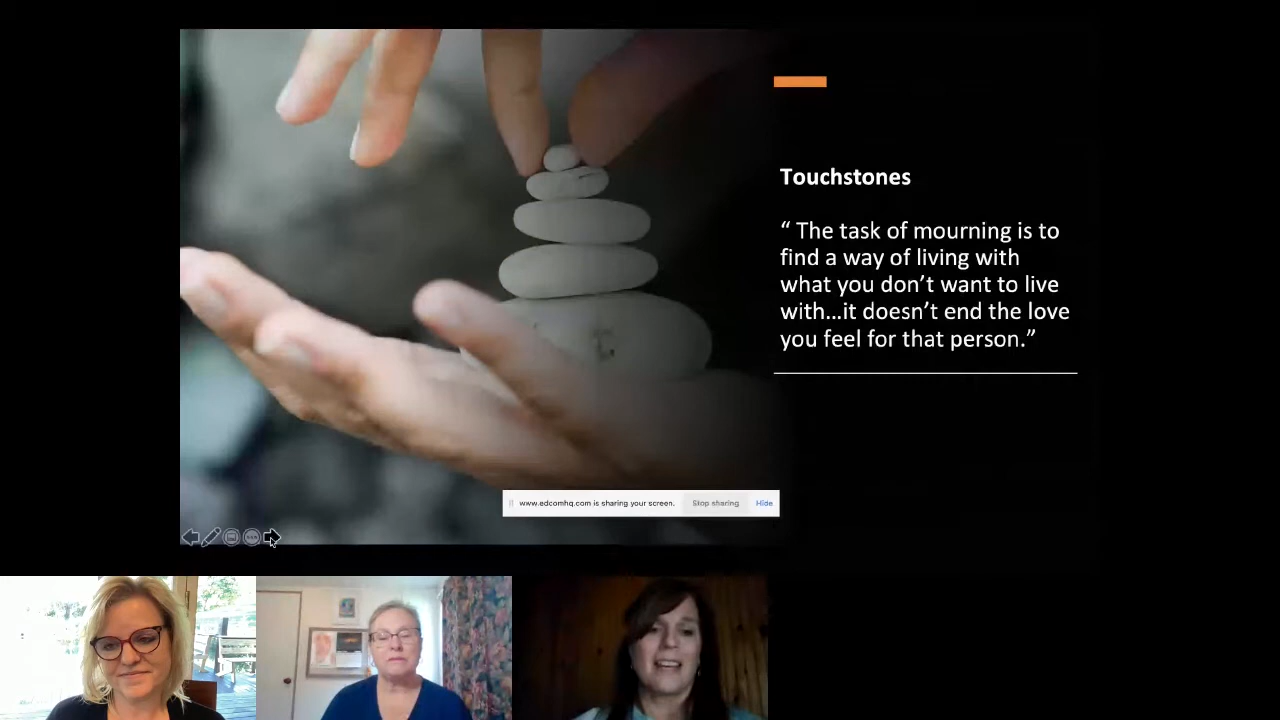 Touchstones
“ The task of mourning is to
find a way of living with
what you don’t want to live
with…it doesn’t end the love
you feel for that person.”
www.edcomhq.com is sharing your screen. Stop sharing Hide